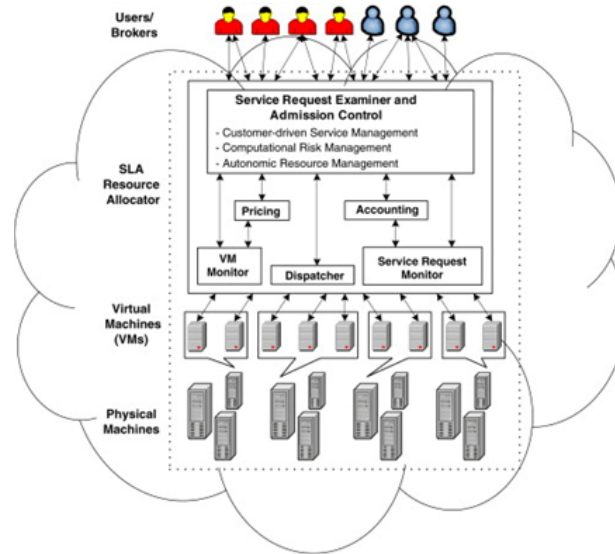 Users/
Brokers
Service Request Examiner and
Admission Control
- Customer-driven Service Management
- Computational Risk Management
- Autonomic Resource Management
SLA
Resource
Allocator
Pricing
Accounting
VM
Monitor
Dispatcher
Service Request
Monitor
Virtual
Machines
(VMs)
Physical
Machines